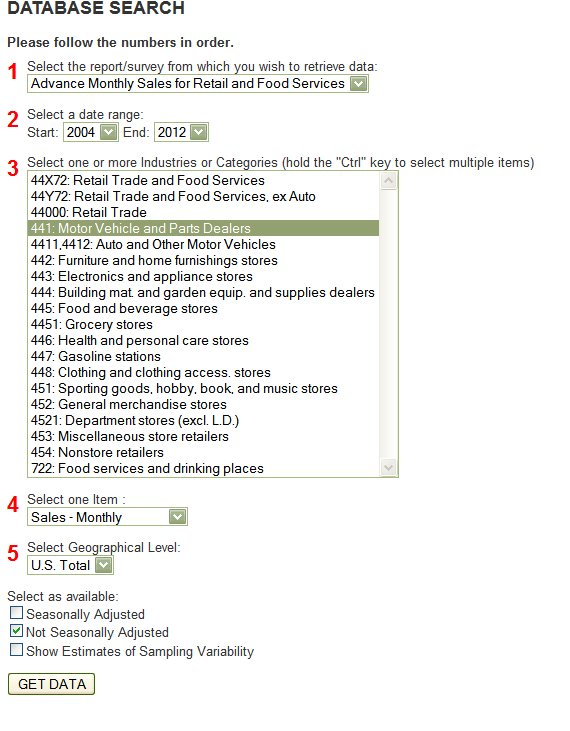 DATABASE SEARCH
Please follow the numbers in order.
1 Select the report/survey from which you wish to retrieve data:
Advance Monthly Sales for Retail and Food Services
2 Select a date range:
Start: 2004 End: 2012
3 Select one or more Industries or Categories (hold the "Ctrl" key to select multiple items)
44X72: Retail Trade and Food Services
44Y72: Retail Trade and Food Services, ex Auto
44000: Retail Trade
441: Motor Vehicle and Parts Dealers
4411,4412: Auto and Other Motor Vehicles
442: Furniture and home furnishings stores
443: Electronics and appliance stores
444: Building mat. and garden equip. and supplies dealers
445: Food and beverage stores
4451: Grocery stores
446: Health and personal care stores
447: Gasoline stations
448: Clothing and clothing access. stores
451: Sporting goods, hobby, book, and music stores
452: General merchandise stores
4521: Department stores (excl. L.D.)
453: Miscellaneous store retailers
454: Nonstore retailers
722: Food services and drinking places
4 Select one Item :
Sales - Monthly
5 Select Geographical Level:
U.S. Total
Select as available:
Seasonally Adjusted
Not Seasonally Adjusted
Show Estimates of Sampling Variability
GET DATA